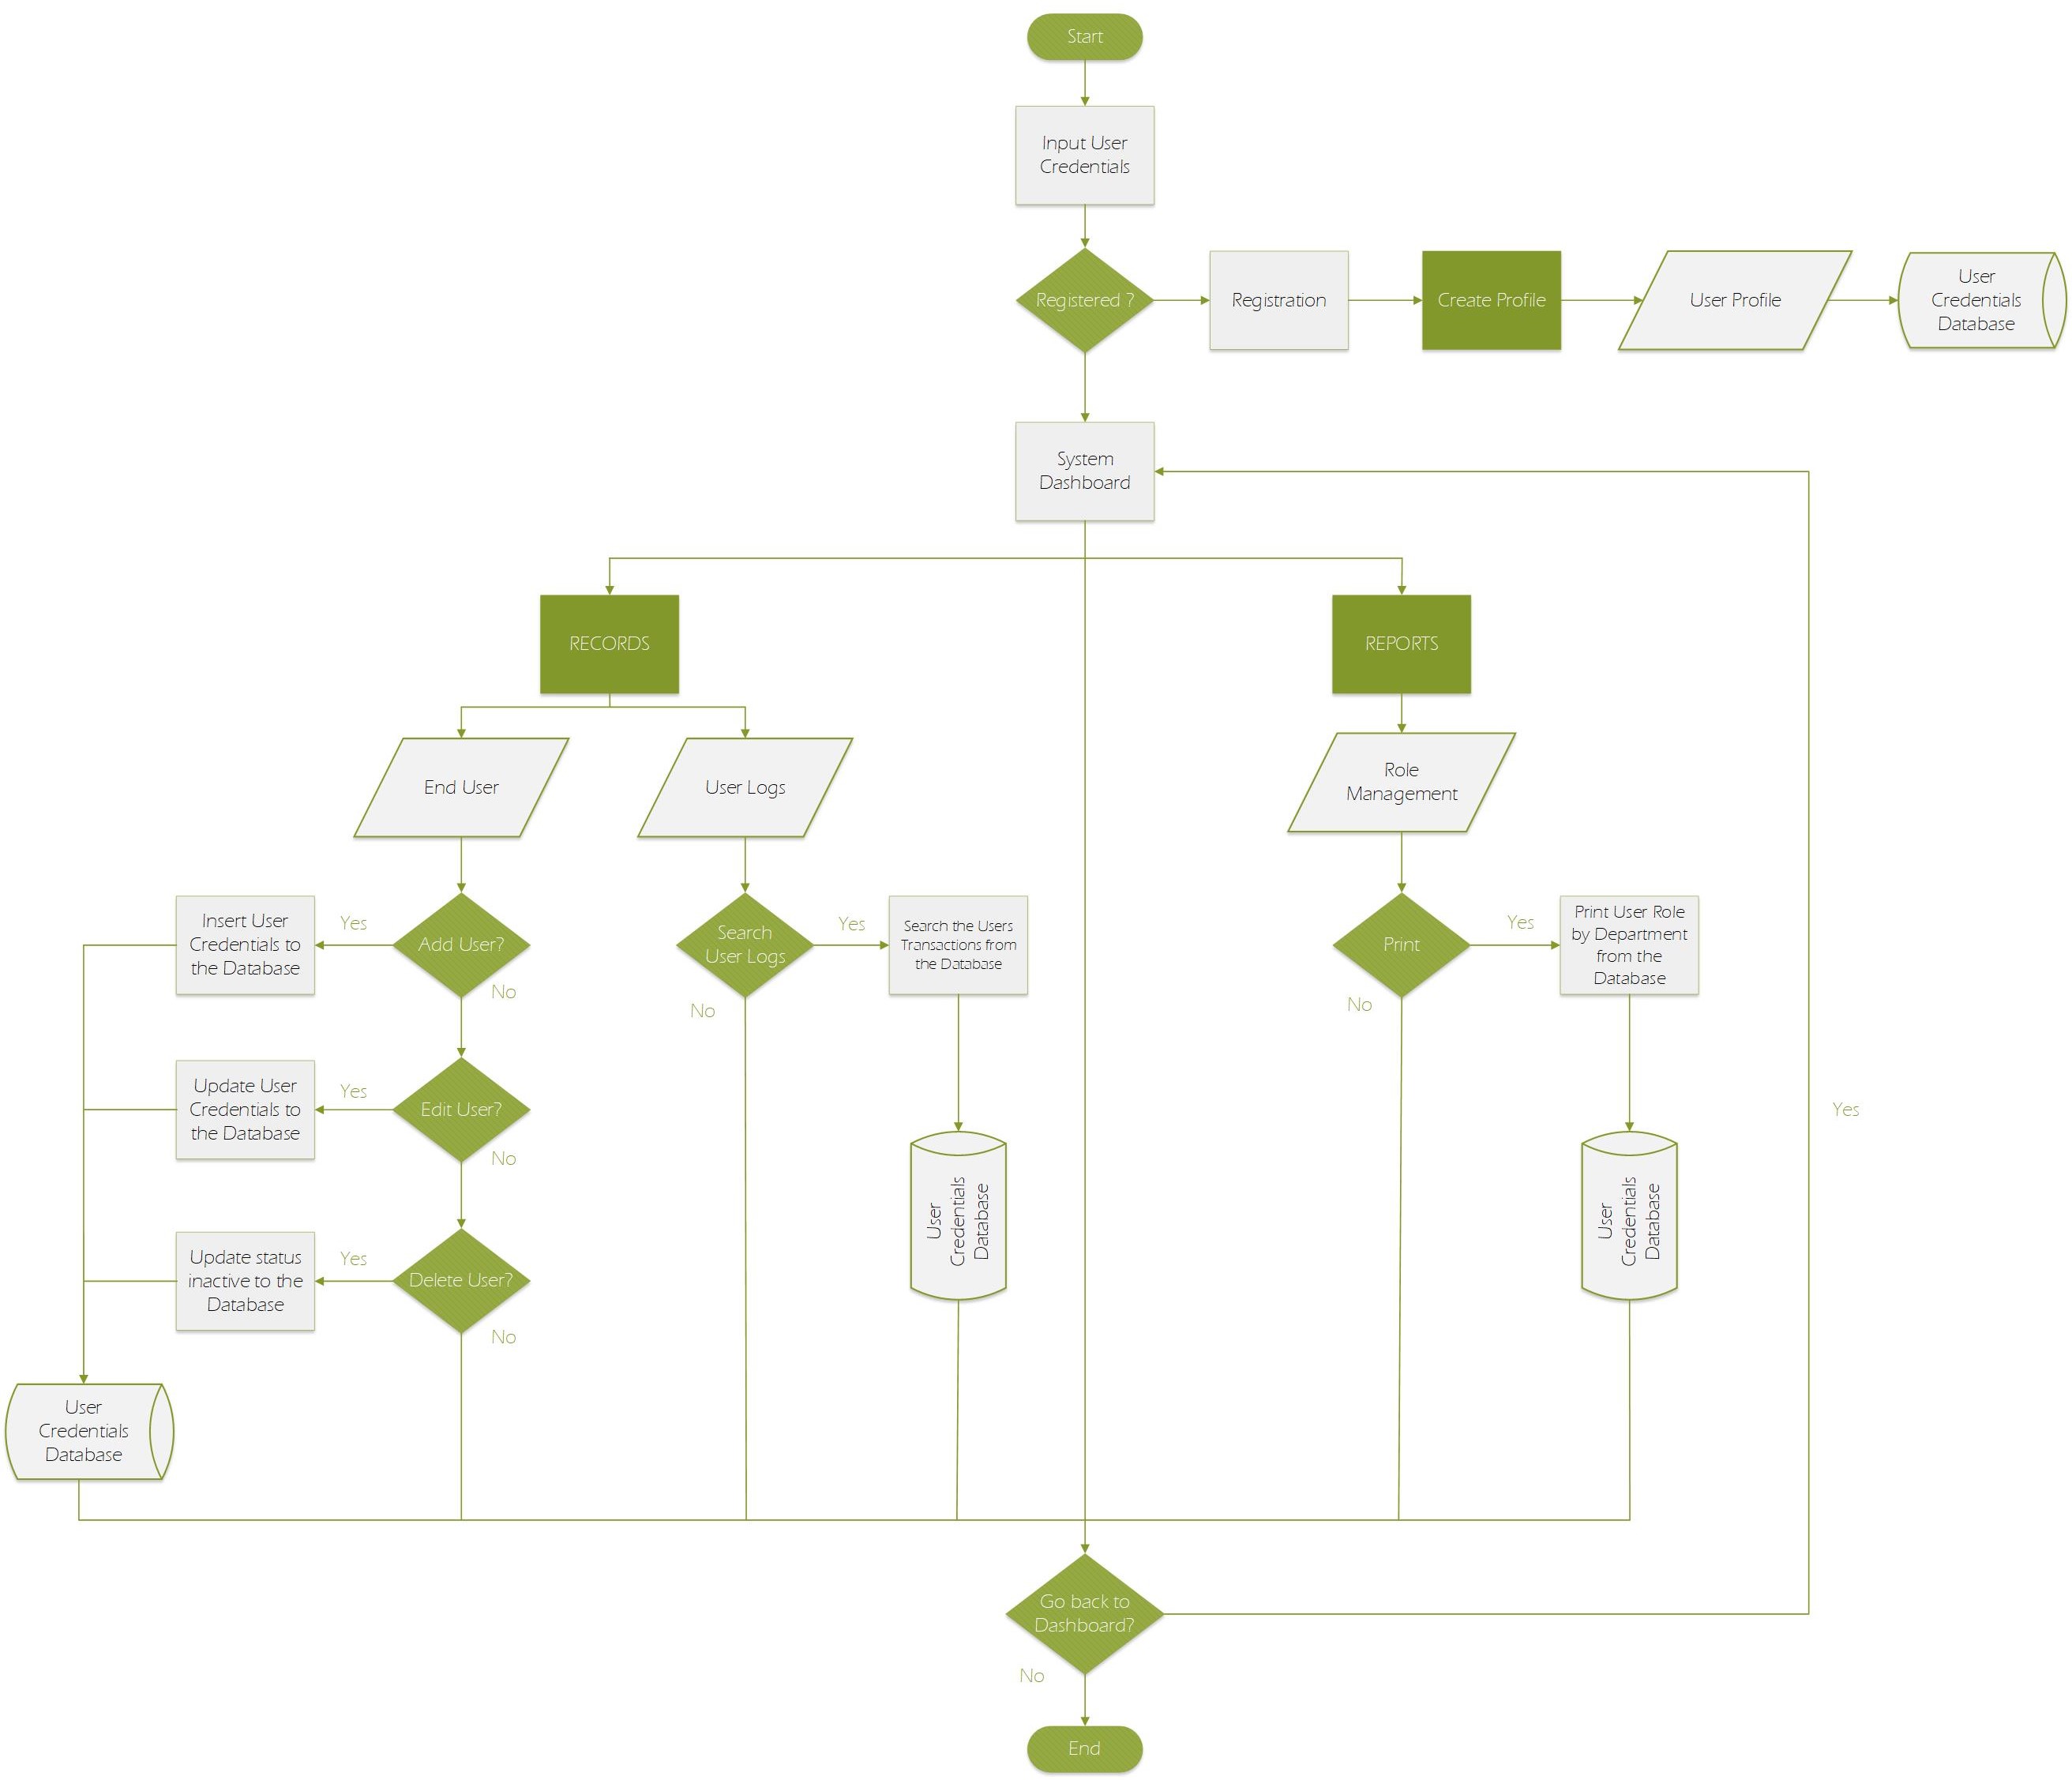 Start
Input User
Credentials
Registered ?
Registration
Create Profile
User Profile
User
Credentials
Database
System
Dashboard
RECORDS
REPORTS
End User
User Logs
Role
Management
Insert User
Credentials to
the Database
Yes
Add User?
No
Search
User Logs
Yes
No
Search the Users
Transactions from
the Database
Print
Yes
No
Print User Role
by Department
from the
Database
Update User
Credentials to
the Database
Yes
Edit User?
No
Yes
Update status
inactive to the
Database
Yes
Delete User?
No
User
Credentials
Database
User
Credentials
Database
User
Credentials
Database
Go back to
Dashboard?
No
End